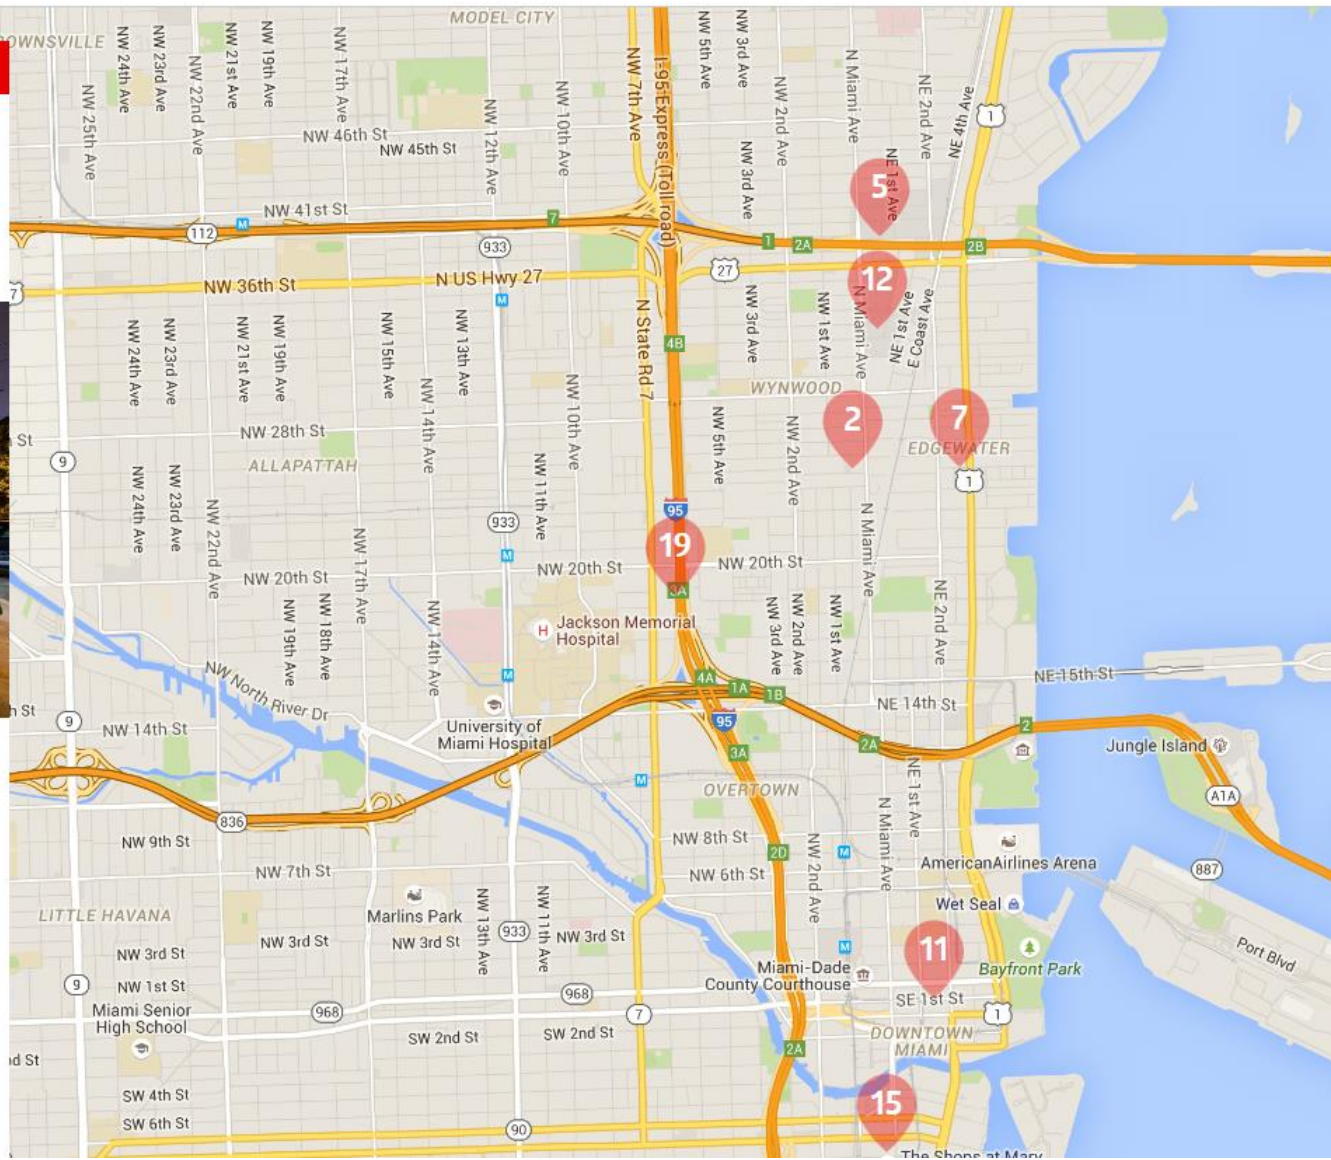 MODEL CITY
OWNSVILLE
NW 24th Ave
NW 23rd Ave
NW 21st Ave
NW 19th Ave
NW 17th Ave
NW 7th Ave
I-95 Express (Toll road)
NW 5th Ave
NW 3rd Ave
N Miami Ave
NW 25th Ave
NW 22nd Ave
NW 12th Ave
NW 10th Ave
NW 2nd Ave
NE 2nd Ave
NE 4th Ave
1
NW 46th St
NW 45th St
NW 3rd Ave
NE 1st Ave
5
NW 41st St
M
7
112
933
1
2A
2B
27
NW 36th St
N US Hwy 27
7
M
12
N Miami Ave
NE 1st Ave
E Coast Ave
NW 24th Ave
NW 23rd Ave
NW 21st Ave
NW 19th Ave
NW 15th Ave
NW 13th Ave
N State Rd 7
NW 3rd Ave
NW 1st Ave
4B
NW 14th Ave
NW 10th Ave
WYNWOOD
2
7
EDGEWATER
St
NW 28th St
ALLAPATTAH
9
NW 5th Ave
NW 2nd Ave
NW 11th Ave
1
NW 24th Ave
NW 23rd Ave
NW 22nd Ave
NW 17th Ave
933
95
N Miami Ave
19
M
NW 20th St
NW 20th St
NW 20th St
3A
NW 19th Ave
NW 18th Ave
NW 14th Ave
NW 3rd Ave
NW 2nd Ave
NW 1st Ave
NE 2nd Ave
H
Jackson Memorial
Hospital
M
4A
1A
1B
NE 15th St
NE 14th St
NW North River Dr
h St
9
NW 14th St
University of
Miami Hospital
95
3A
2A
2
Jungle Island
A1A
M
OVERTOWN
NE 1st Ave
N Miami Ave
836
NW 9th St
NW 8th St
2D
NW 2nd Ave
M
AmericanAirlines Arena
887
NW 7th St
NW 6th St
Wet Seal
LITTLE HAVANA
Marlins Park
NW 13th Ave
NW 11th Ave
933
NW 3rd St
NW 3rd St
NW 3rd St
NW 3rd St
M
11
Port Blvd
Miami-Dade
County Courthouse
Bayfront Park
9
NW 1st St
968
SE 1st St
Miami Senior
High School
968
7
1
SW 2nd St
SW 2nd St
DOWNTOWN
MIAMI
2A
nd St
SW 4th St
15
SW 6th St
90
The Shops at Mary